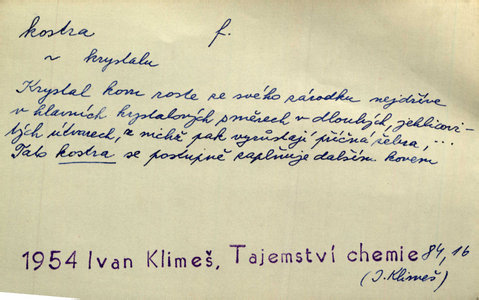 kostra f.
~ krystalu
Krystal kovu roste ze svého zárodku nejdříve
v hlavních krystalových směrech v dlouhých, jehlicovi-
tých útvarech, z nichž pak vyrůstají příčná žebra, ...
Tato kostra se postupně zaplňuje dalším kovem
1954 Ivan Klimeš, Tajemství chemie 84, 16
(I. Klimeš)